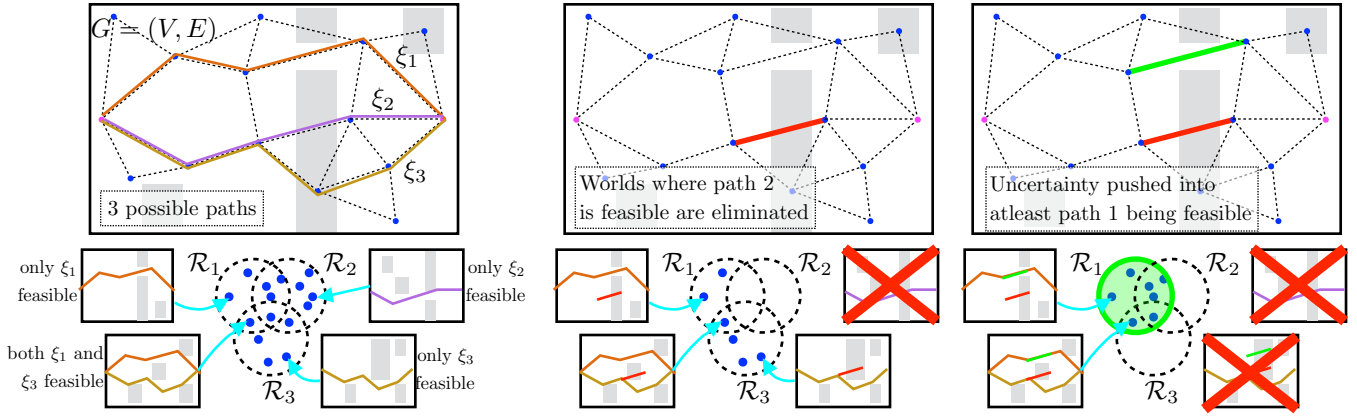 G = (V, E)
ξ₁
ξ₂
ξ₃
3 possible paths
Worlds where path 2
is feasible are eliminated
Uncertainty pushed into
atleast path 1 being feasible
only ξ₁
feasible
R₁
R₂
only ξ₂
feasible
both ξ₁ and
ξ₃ feasible
R₃
only ξ₃
feasible
R₁
R₂
R₃
R₁
R₂
R₃